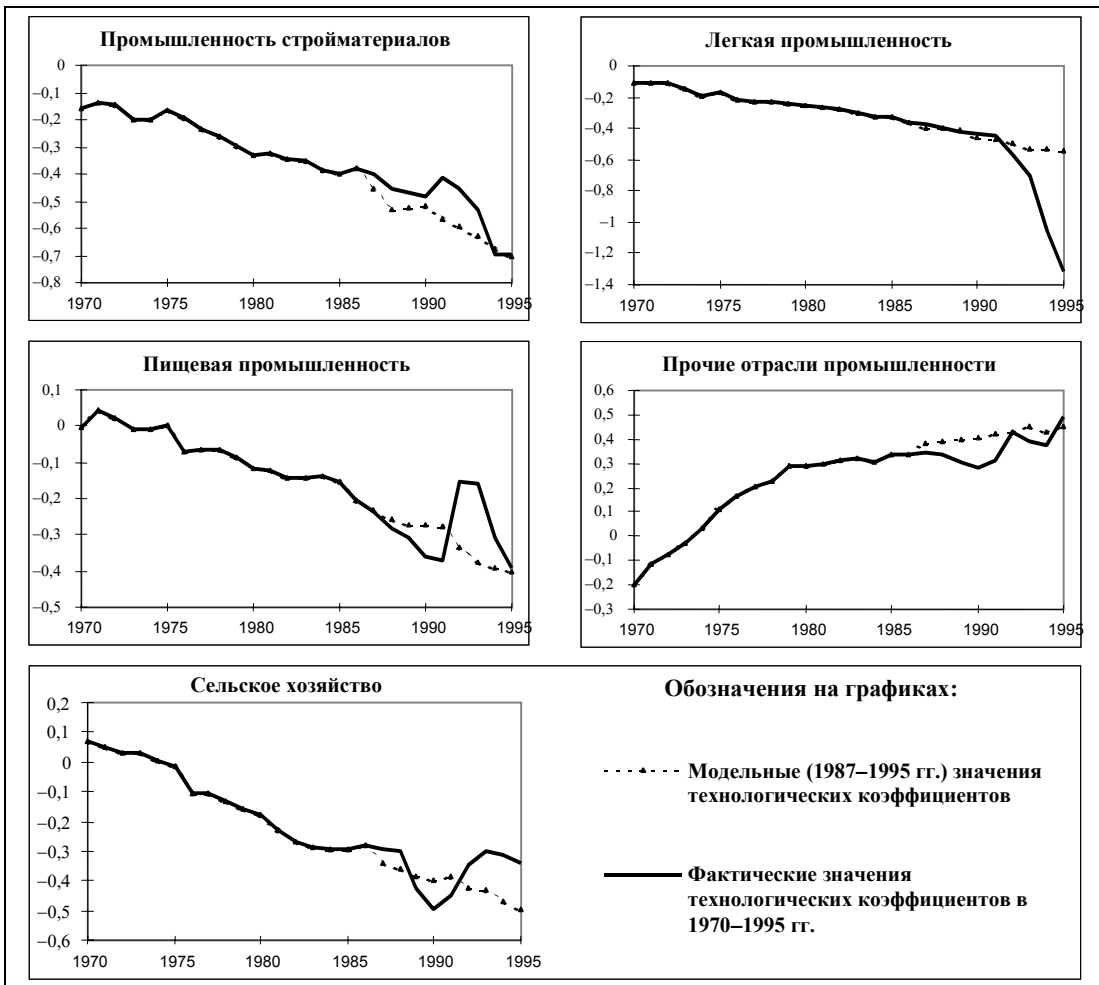 Промышленность стройматериалов
0
–0,1
–0,2
–0,3
–0,4
–0,5
–0,6
–0,7
–0,8
1970 1975 1980 1985 1990 1995
Легкая промышленность
0
–0,2
–0,4
–0,6
–0,8
–1
–1,2
–1,4
1970 1975 1980 1985 1990 1995
Пищевая промышленность
0,1
0
–0,1
–0,2
–0,3
–0,4
–0,5
1970 1975 1980 1985 1990 1995
Прочие отрасли промышленности
0,6
0,5
0,4
0,3
0,2
0,1
0
–0,1
–0,2
–0,3
1970 1975 1980 1985 1990 1995
Сельское хозяйство
0,2
0,1
0
–0,1
–0,2
–0,3
–0,4
–0,5
–0,6
1970 1975 1980 1985 1990 1995
Обозначения на графиках:
Модельные (1987–1995 гг.) значения
технологических коэффициентов
Фактические значения
технологических коэффициентов в
1970–1995 гг.